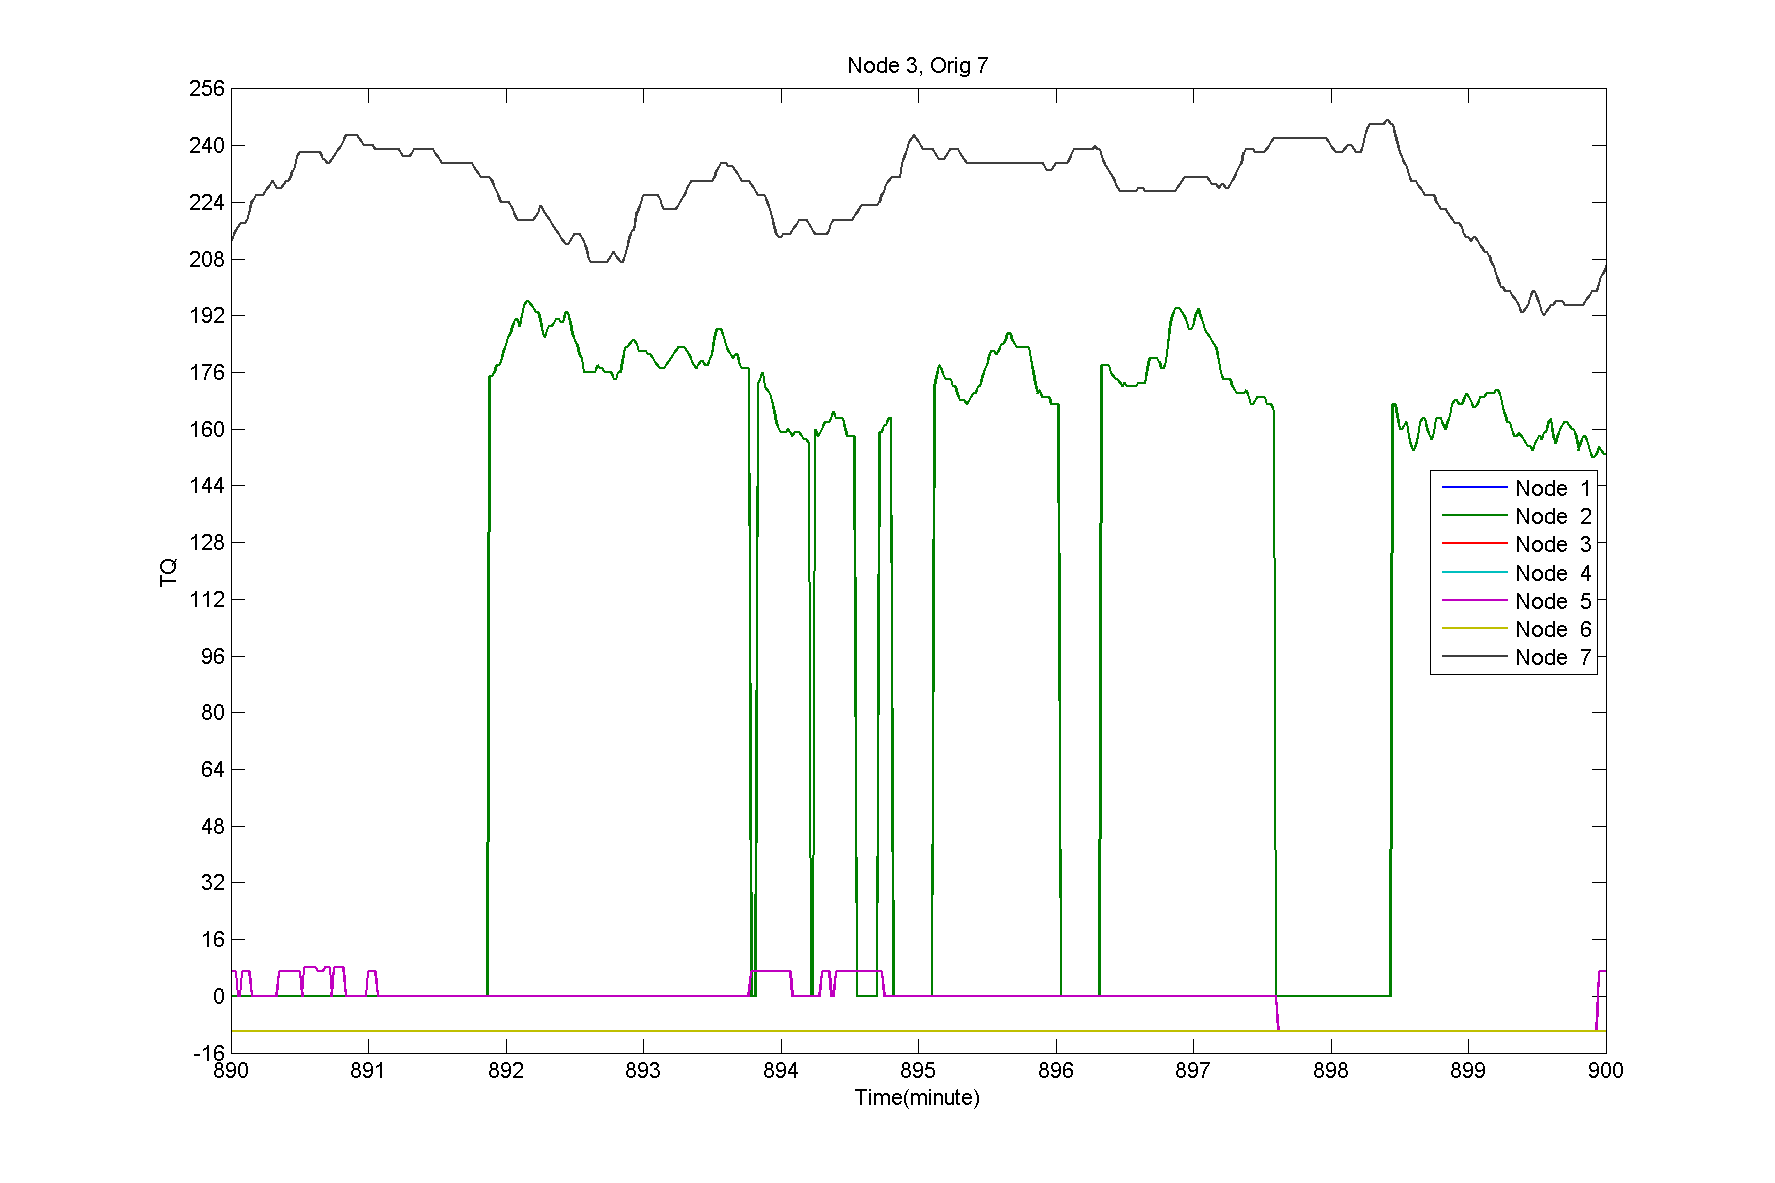 Node 3, Orig 7
256
240
224
208
192
176
160
144
128
112
96
80
64
48
32
16
0
-16
TQ
Node 1
Node 2
Node 3
Node 4
Node 5
Node 6
Node 7
890 891 892 893 894 895 896 897 898 899 900
Time(minute)